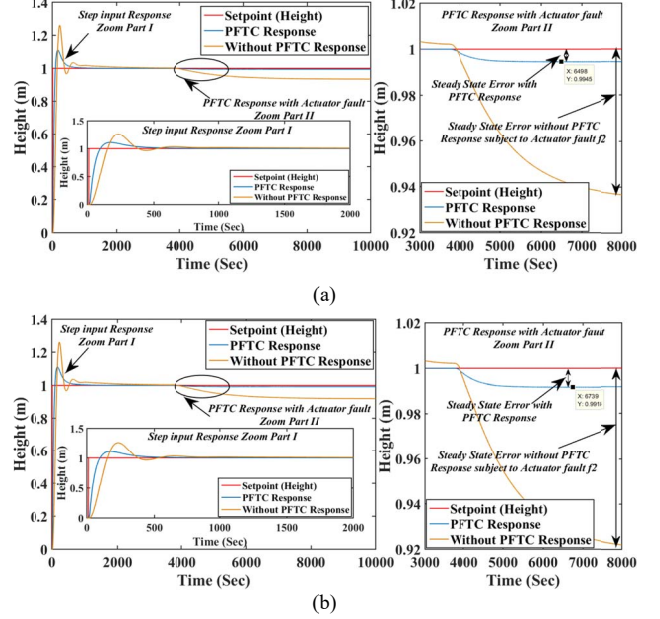 Step input Response
Zoom Part I
Setpoint (Height)
PFTC Response
Without PFTC Response
PFTC Response with Actuator fault
Zoom Part II
Step input Response Zoom Part I
Setpoint (Height)
PFTC Response
Without PFTC Response
Height (m)
1.5
1
0.5
0
0
500
1000
1500
2000
Time (Sec)
Height (m)
1.4
1.2
1
0.8
0.6
0.4
0.2
0
0
2000
4000
6000
8000
10000
Time (Sec)
PFTC Response with Actuator faul
Zoom Part II
X: 6498
Y: 0.9945
Steady State Error with
PFTC Response
Steady State Error without PFTC
Response subject to Actuator fault f2
Setpoint (Height)
PFTC Response
Without PFTC Response
Height (m)
1.02
1
0.98
0.96
0.94
0.92
3000
4000
5000
6000
7000
8000
Time (Sec)
(a)
Step input Response
Zoom Part I
Setpoint (Height)
PFTC Response
Without PFTC Response
PFTC Response with Actuator fault
Zoom Part II
Step input Response Zoom Part I
Setpoint (Height)
PFTC Response
Without PFTC Response
Height (m)
1.5
1
0.5
0
0
500
1000
1500
2000
Time (Sec)
Height (m)
1.4
1.2
1
0.8
0.6
0.4
0.2
0
0
2000
4000
6000
8000
10000
Time (Sec)
PFTC Response with Actuator faul
Zoom Part II
X: 6739
Steady State Error with
PFTC Response
Steady State Error without PFTC
Response subject to Actuator fault f2
Setpoint (Height)
PFTC Response
Without PFTC Response
Height (m)
1.02
1
0.98
0.96
0.94
0.92
3000
4000
5000
6000
7000
8000
Time (Sec)
(b)